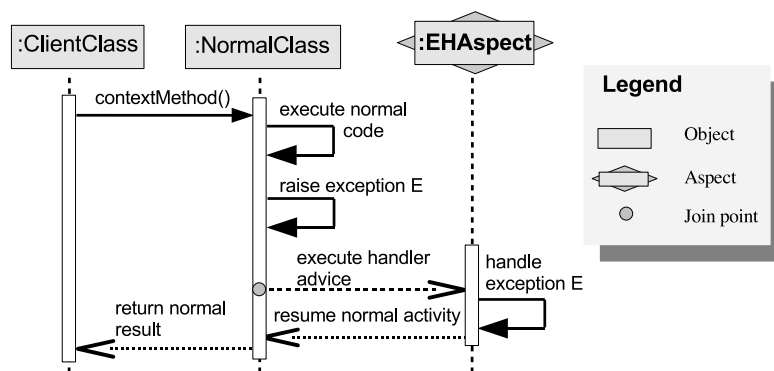 :ClientClass
:NormalClass
:EHAspect
contextMethod()
execute normal
code
raise exception E
execute handler
advice
handle
exception E
resume normal activity
return normal
result
Legend
Object
Aspect
Join point